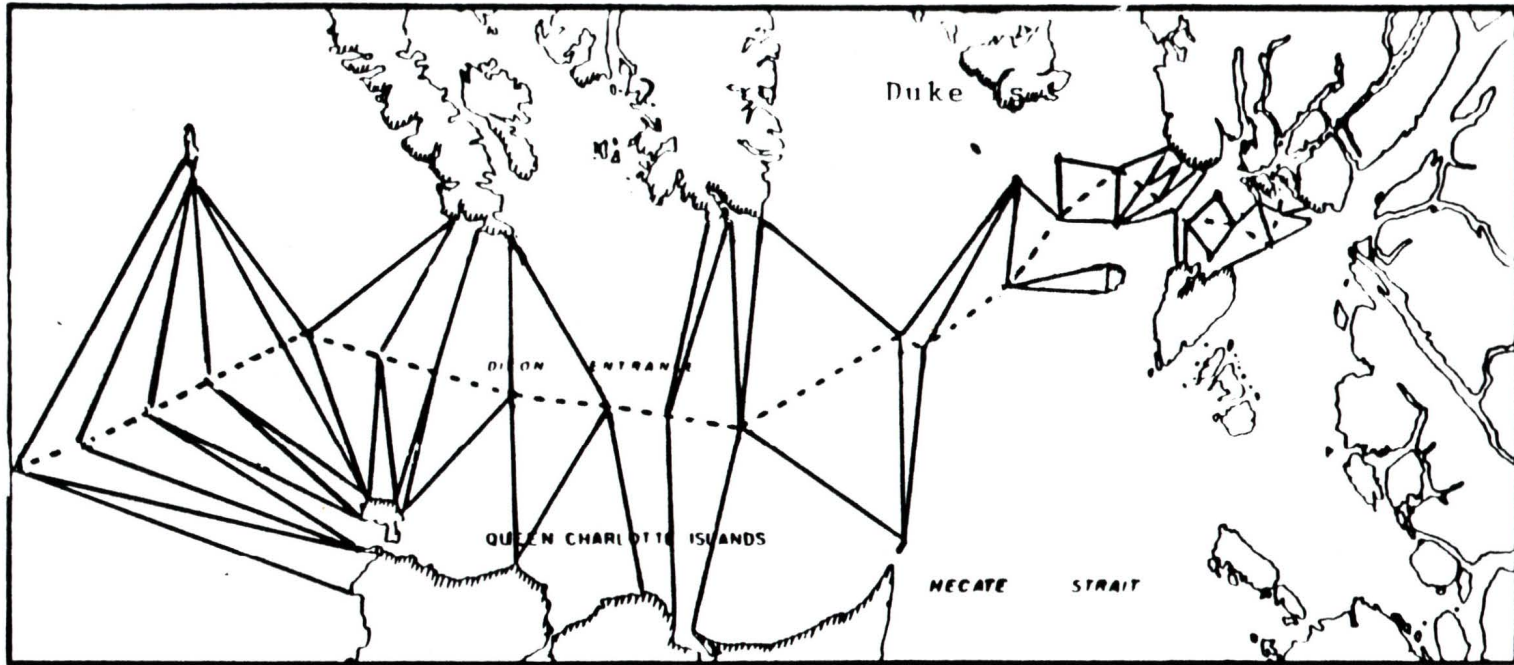 Duke Is
DIXON ENTRANCE
QUEEN CHARLOTTE ISLANDS
HECATE STRAIT